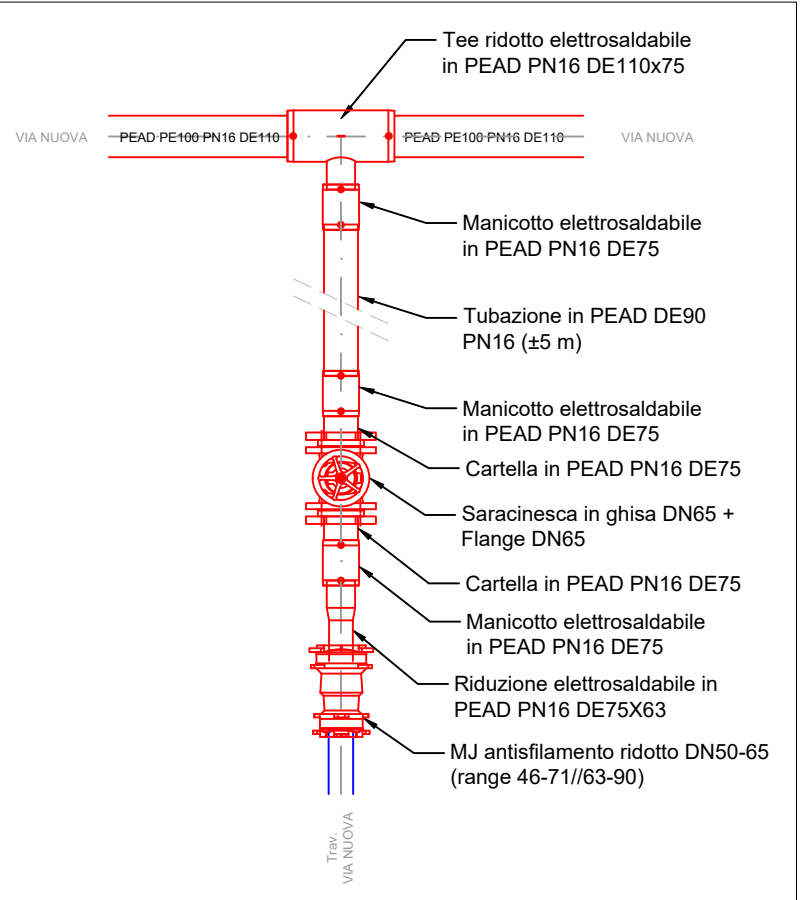 Tee ridotto elettrosaldabile
in PEAD PN16 DE110x75
VIA NUOVA
PEAD PE100 PN16 DE110
PEAD PE100 PN16 DE110
VIA NUOVA
Manicotto elettrosaldabile
in PEAD PN16 DE75
Tubazione in PEAD DE90
PN16 (±5 m)
Manicotto elettrosaldabile
in PEAD PN16 DE75
Cartella in PEAD PN16 DE75
Saracinesca in ghisa DN65 +
Flange DN65
Cartella in PEAD PN16 DE75
Manicotto elettrosaldabile
in PEAD PN16 DE75
Riduzione elettrosaldabile in
PEAD PN16 DE75X63
MJ antisfilamento ridotto DN50-65
(range 46-71//63-90)
Trav.
VIA NUOVA